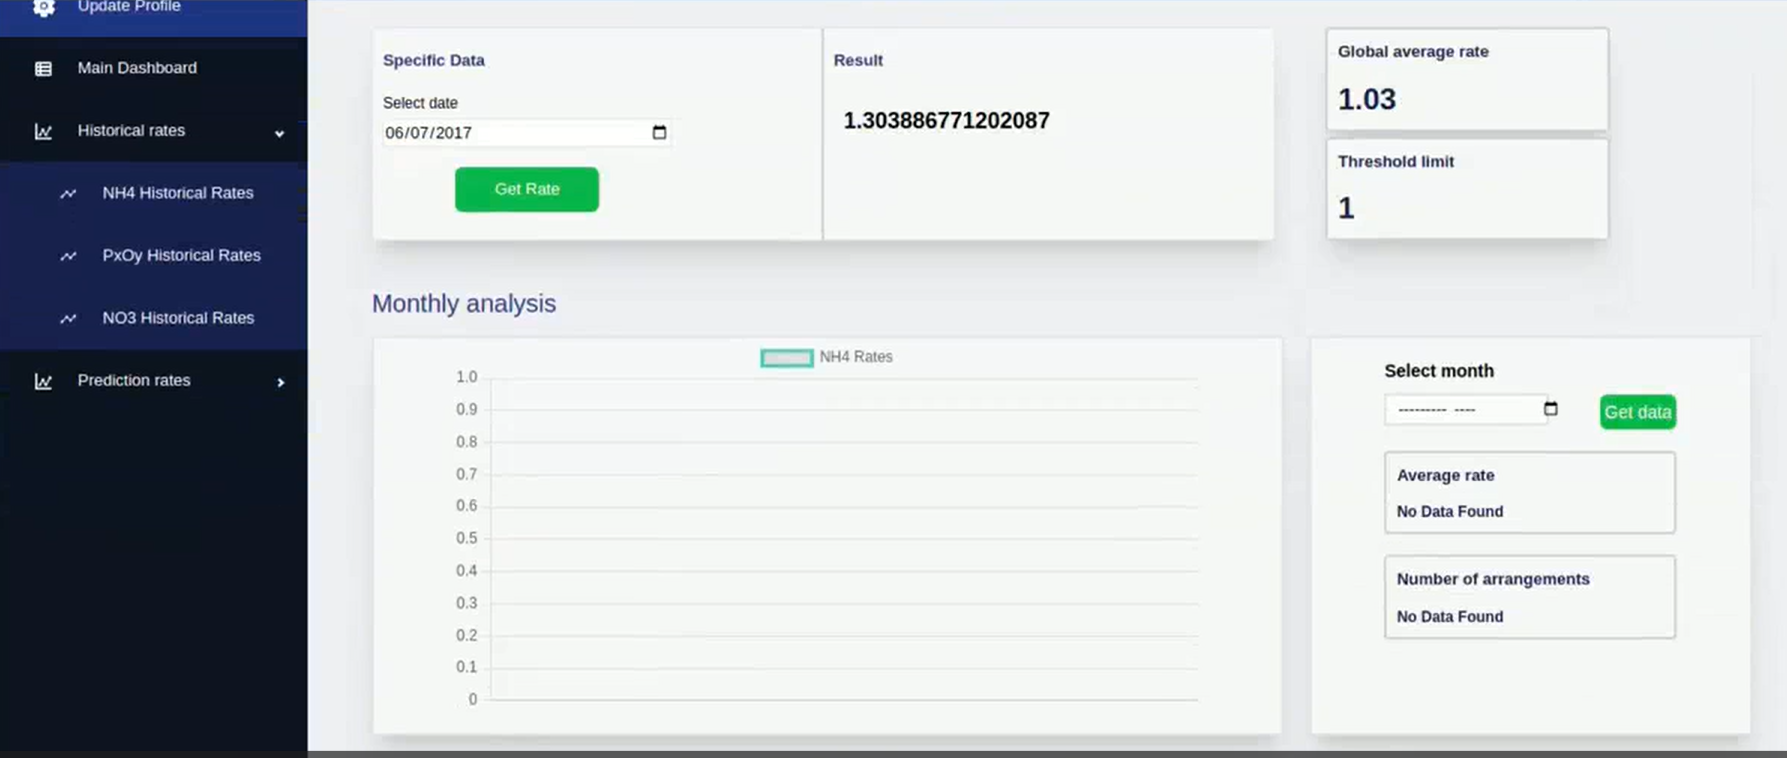 Update Profile
Main Dashboard
Historical rates
NH4 Historical Rates
PxOy Historical Rates
NO3 Historical Rates
Prediction rates
Specific Data
Select date
06/07/2017
Get Rate
Result
1.303886771202087
Global average rate
1.03
Threshold limit
1
Monthly analysis
NH4 Rates
1.0
0.9
0.8
0.7
0.6
0.5
0.4
0.3
0.2
0.1
0
Select month
--------- ----
Get data
Average rate
No Data Found
Number of arrangements
No Data Found